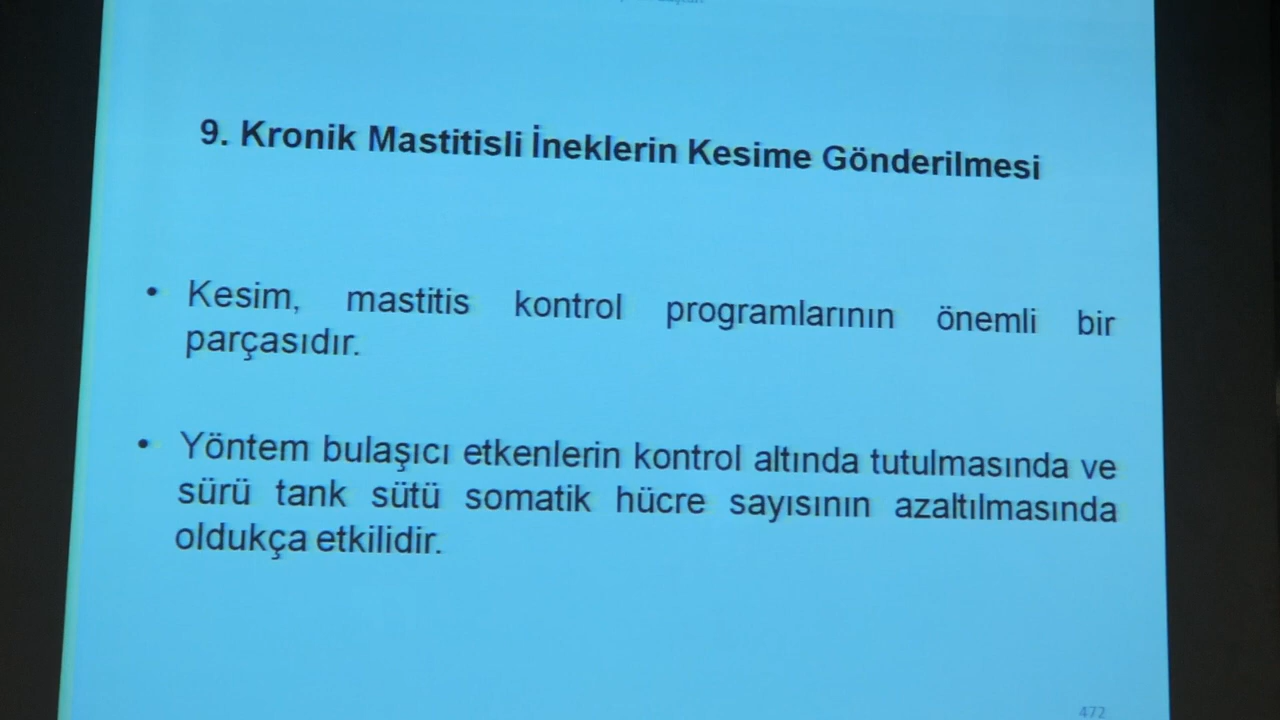 9. Kronik Mastitisli İneklerin Kesime Gönderilmesi
• Kesim, mastitis kontrol programlarının önemli bir
parçasıdır.
• Yöntem bulaşıcı etkenlerin kontrol altında tutulmasında ve
sürü tank sütü somatik hücre sayısının azaltılmasında
oldukça etkilidir.
472